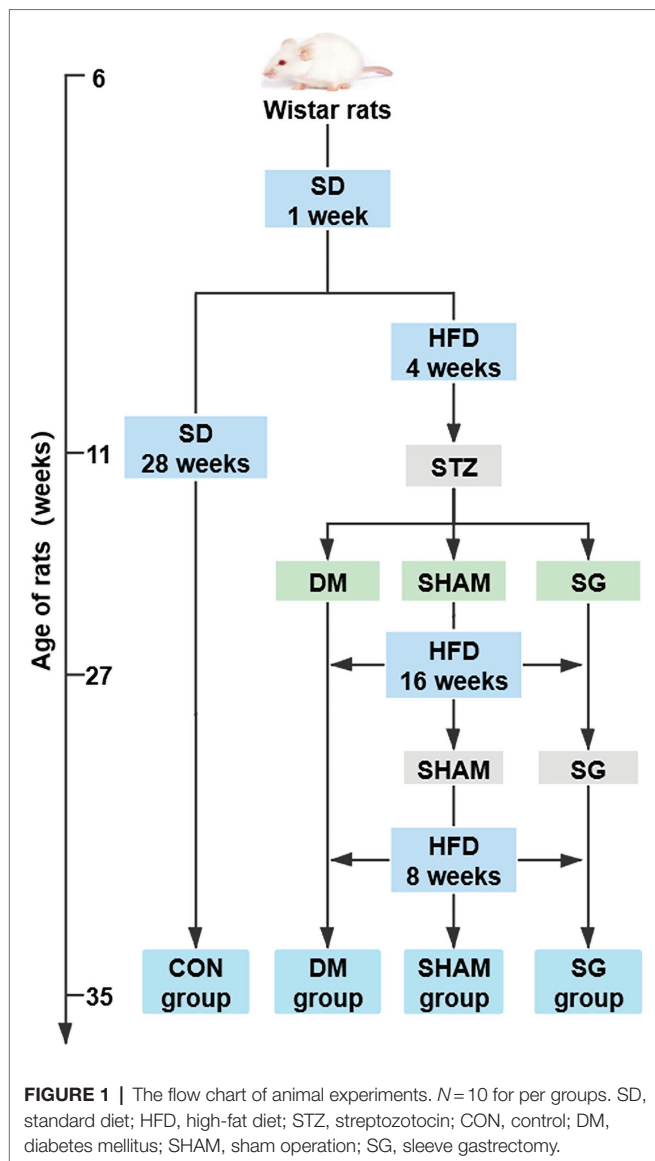 6
Wistar rats
SD
1 week
HFD
4 weeks
SD
28 weeks
11
STZ
DM
SHAM
SG
HFD
16 weeks
27
SHAM
SG
HFD
8 weeks
CON
group
DM
group
SHAM
group
SG
group
35
Age of rats (weeks)
FIGURE 1 | The flow chart of animal experiments. N = 10 for per groups. SD,
standard diet; HFD, high-fat diet; STZ, streptozotocin; CON, control; DM,
diabetes mellitus; SHAM, sham operation; SG, sleeve gastrectomy.